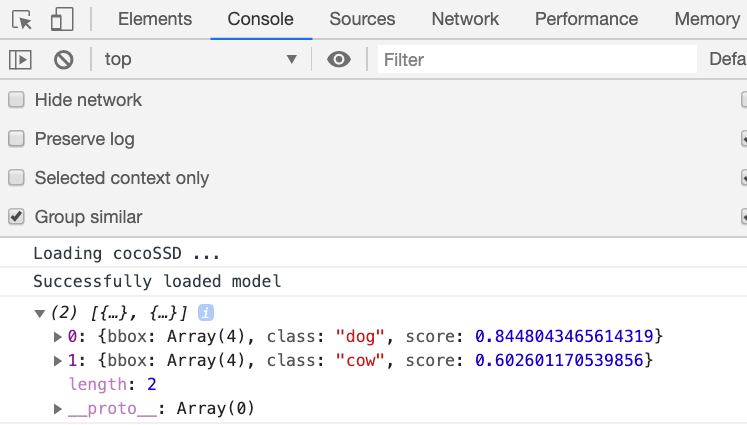 Elements Console Sources Network Performance Memory
top Filter Defa
Hide network
Preserve log
Selected context only
Group similar
Loading cocoSSD ...
Successfully loaded model
(2) [{…}, {…}] i
0: {bbox: Array(4), class: "dog", score: 0.8448043465614319}
1: {bbox: Array(4), class: "cow", score: 0.602601170539856}
length: 2
__proto__: Array(0)